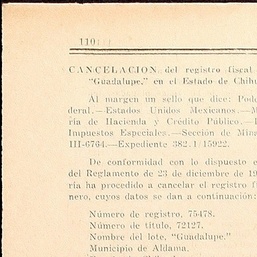 110
CANCELACION del registro fiscal
"Guadalupe," en el Estado de Chihu
Al margen un sello que dice: Pode
deral.—Estados Unidos Mexicanos.—M
ría de Hacienda y Crédito Público.—
Impuestos Especiales.—Sección de Mina
III-6764.—Expediente 382.1/15922.
De conformidad con lo dispuesto e
del Reglamento de 23 de diciembre de 19
ría ha procedido a cancelar el registro f
nero, cuyos datos se dan a continuación:
Número de registro, 75478.
Número de título, 72127.
Nombre del lote, "Guadalupe."
Municipio de Aldama.